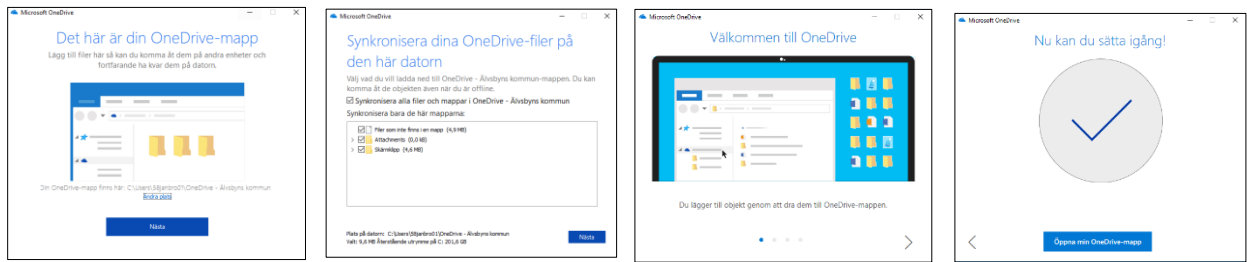 Microsoft OneDrive
Det här är din OneDrive-mapp
Lägg till filer här så kan du komma åt dem på andra enheter och
fortfarande ha kvar dem på datorn.
Din OneDrive-mapp finns här: C:\Users\58janbro01\OneDrive - Älvsbyns kommun
Ändra plats
Nästa
Microsoft OneDrive
Synkronisera dina OneDrive-filer på
den här datorn
Välj vad du vill ladda ned till OneDrive - Älvsbyns kommun-mappen. Du kan
komma åt de objekten även när du är offline.
Synkronisera alla filer och mappar i OneDrive - Älvsbyns kommun
Synkronisera bara de här mapparna:
Filer som inte finns i en mapp (4,9 MB)
Attachments (0,0 kB)
Skärmklipp (4,6 MB)
Plats på datorn: C:\Users\58janbro01\OneDrive - Älvsbyns kommun
Valt: 9,6 MB Återstående utrymme på C: 201,6 GB
Nästa
Microsoft OneDrive
Välkommen till OneDrive
Du lägger till objekt genom att dra dem till OneDrive-mappen.
Microsoft OneDrive
Nu kan du sätta igång!
Öppna min OneDrive-mapp